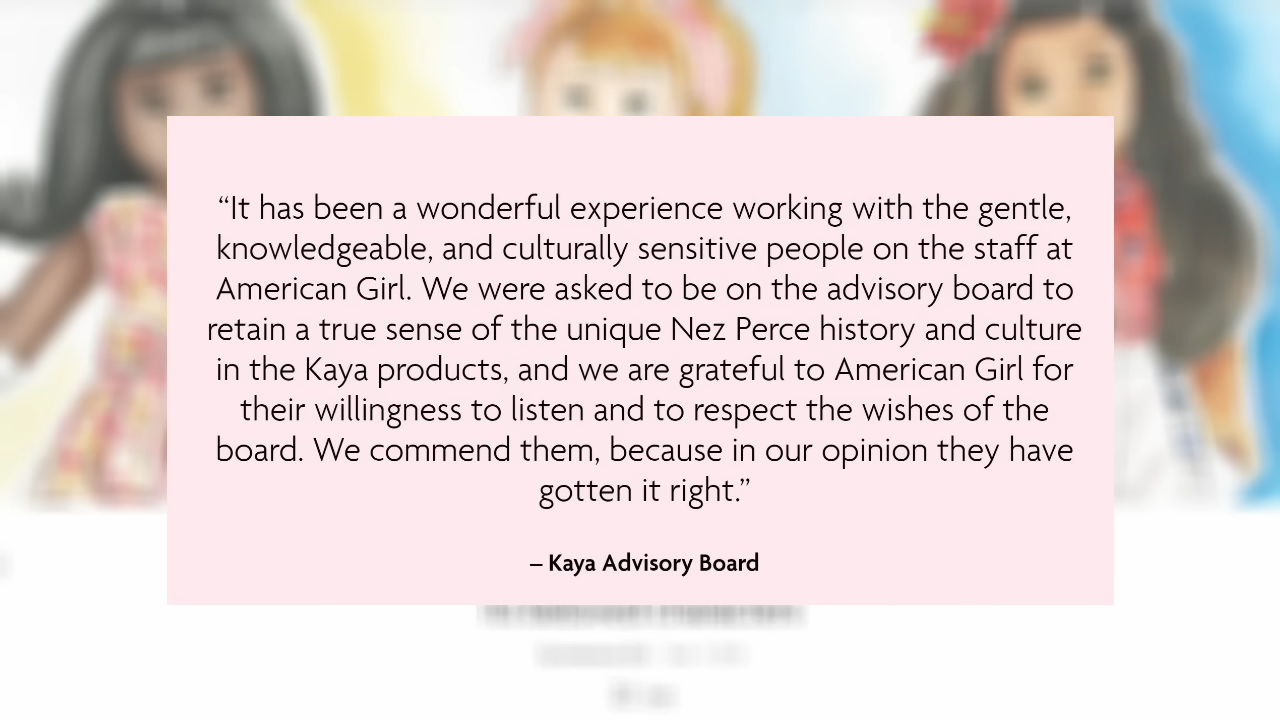 “It has been a wonderful experience working with the gentle,
knowledgeable, and culturally sensitive people on the staff at
American Girl. We were asked to be on the advisory board to
retain a true sense of the unique Nez Perce history and culture
in the Kaya products, and we are grateful to American Girl for
their willingness to listen and to respect the wishes of the
board. We commend them, because in our opinion they have
gotten it right.”
– Kaya Advisory Board